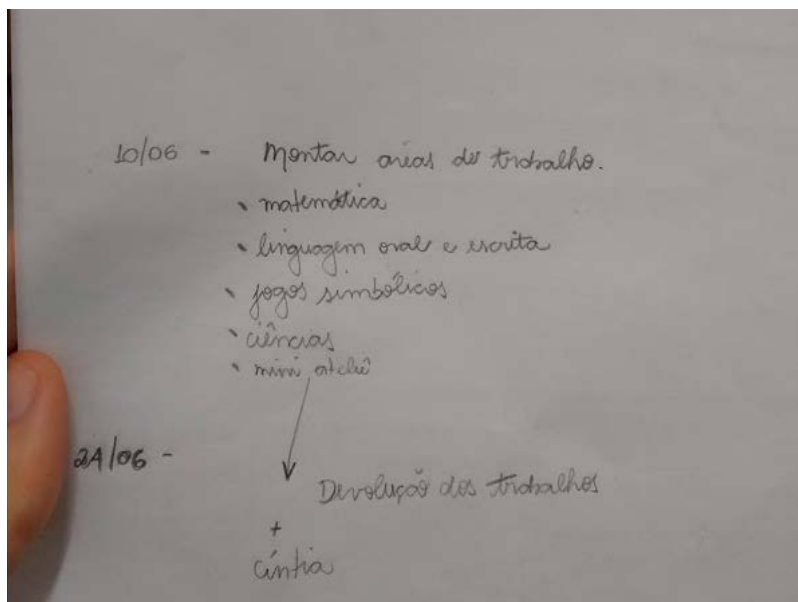 10/06 - Montar áreas de trabalho.
• matemática
• linguagem oral e escrita
• jogos simbólicos
• ciências
• mini ateliê
24/06 -
Devolução dos trabalhos
+
Cíntia